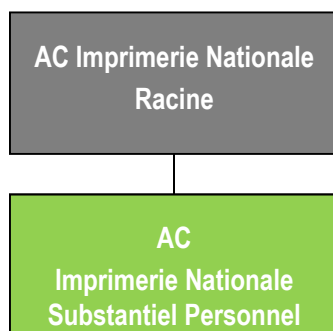 AC Imprimerie Nationale
Racine
AC
Imprimerie Nationale
Substantiel Personnel